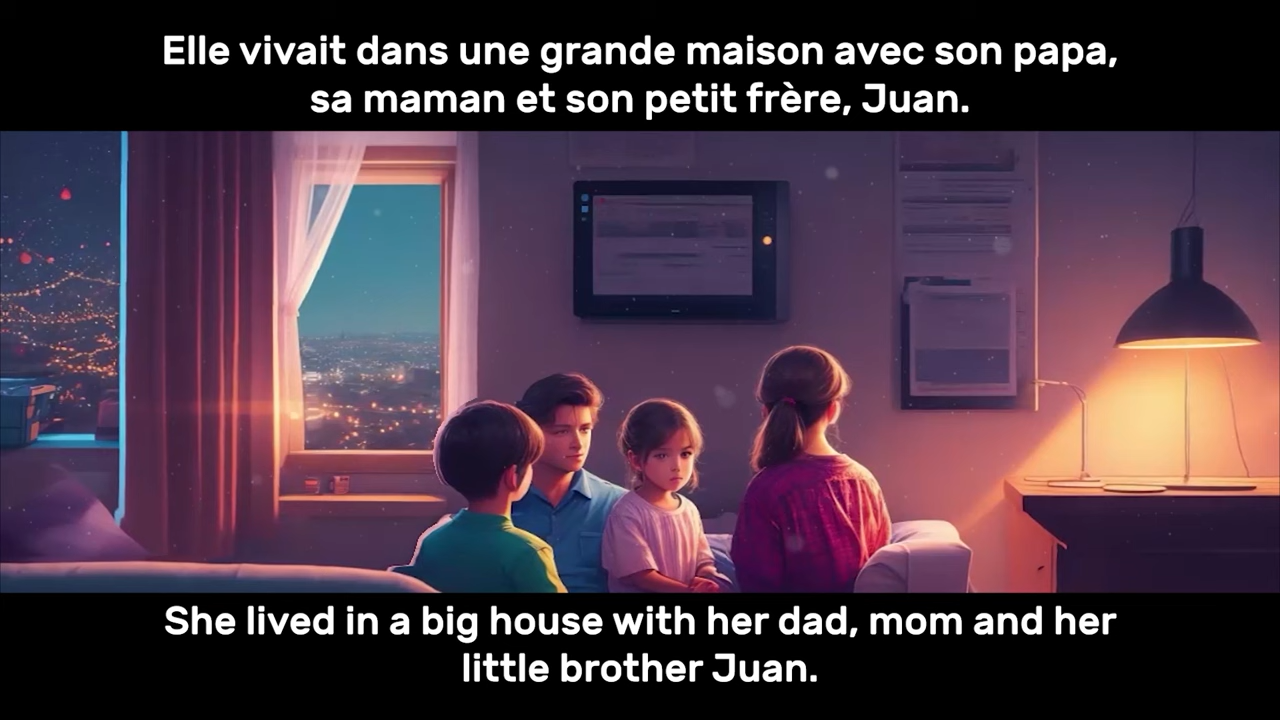 Elle vivait dans une grande maison avec son papa,
sa maman et son petit frère, Juan.
She lived in a big house with her dad, mom and her
little brother Juan.